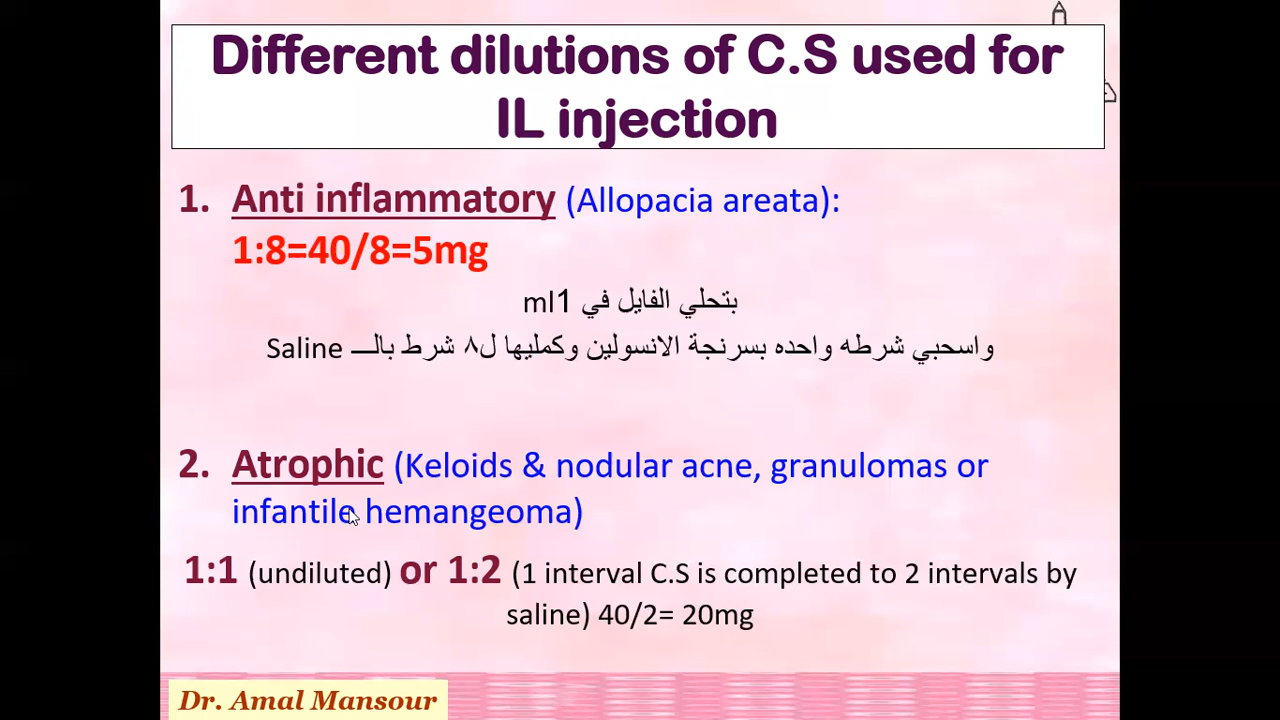 Different dilutions of C.S used for
IL injection
1. Anti inflammatory (Allopacia areata):
1:8=40/8=5mg
بتحلي الفايل في 1ml
واسحبي شرطه واحده بسرنجة الانسولين وكمليها ل٨ شرط بالـــ Saline
2. Atrophic (Keloids & nodular acne, granulomas or
infantile hemangeoma)
1:1 (undiluted) or 1:2 (1 interval C.S is completed to 2 intervals by
saline) 40/2= 20mg
Dr. Amal Mansour